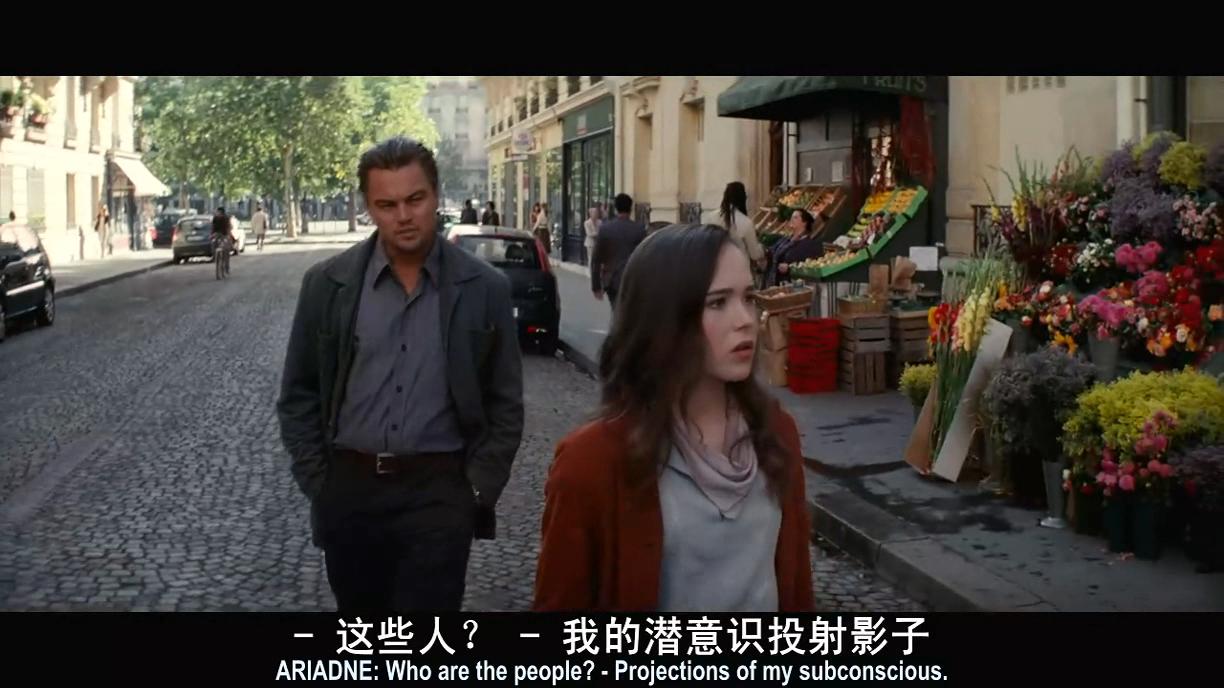 FRUITS
- 这些人？ - 我的潜意识投射影子
ARIADNE: Who are the people? - Projections of my subconscious.